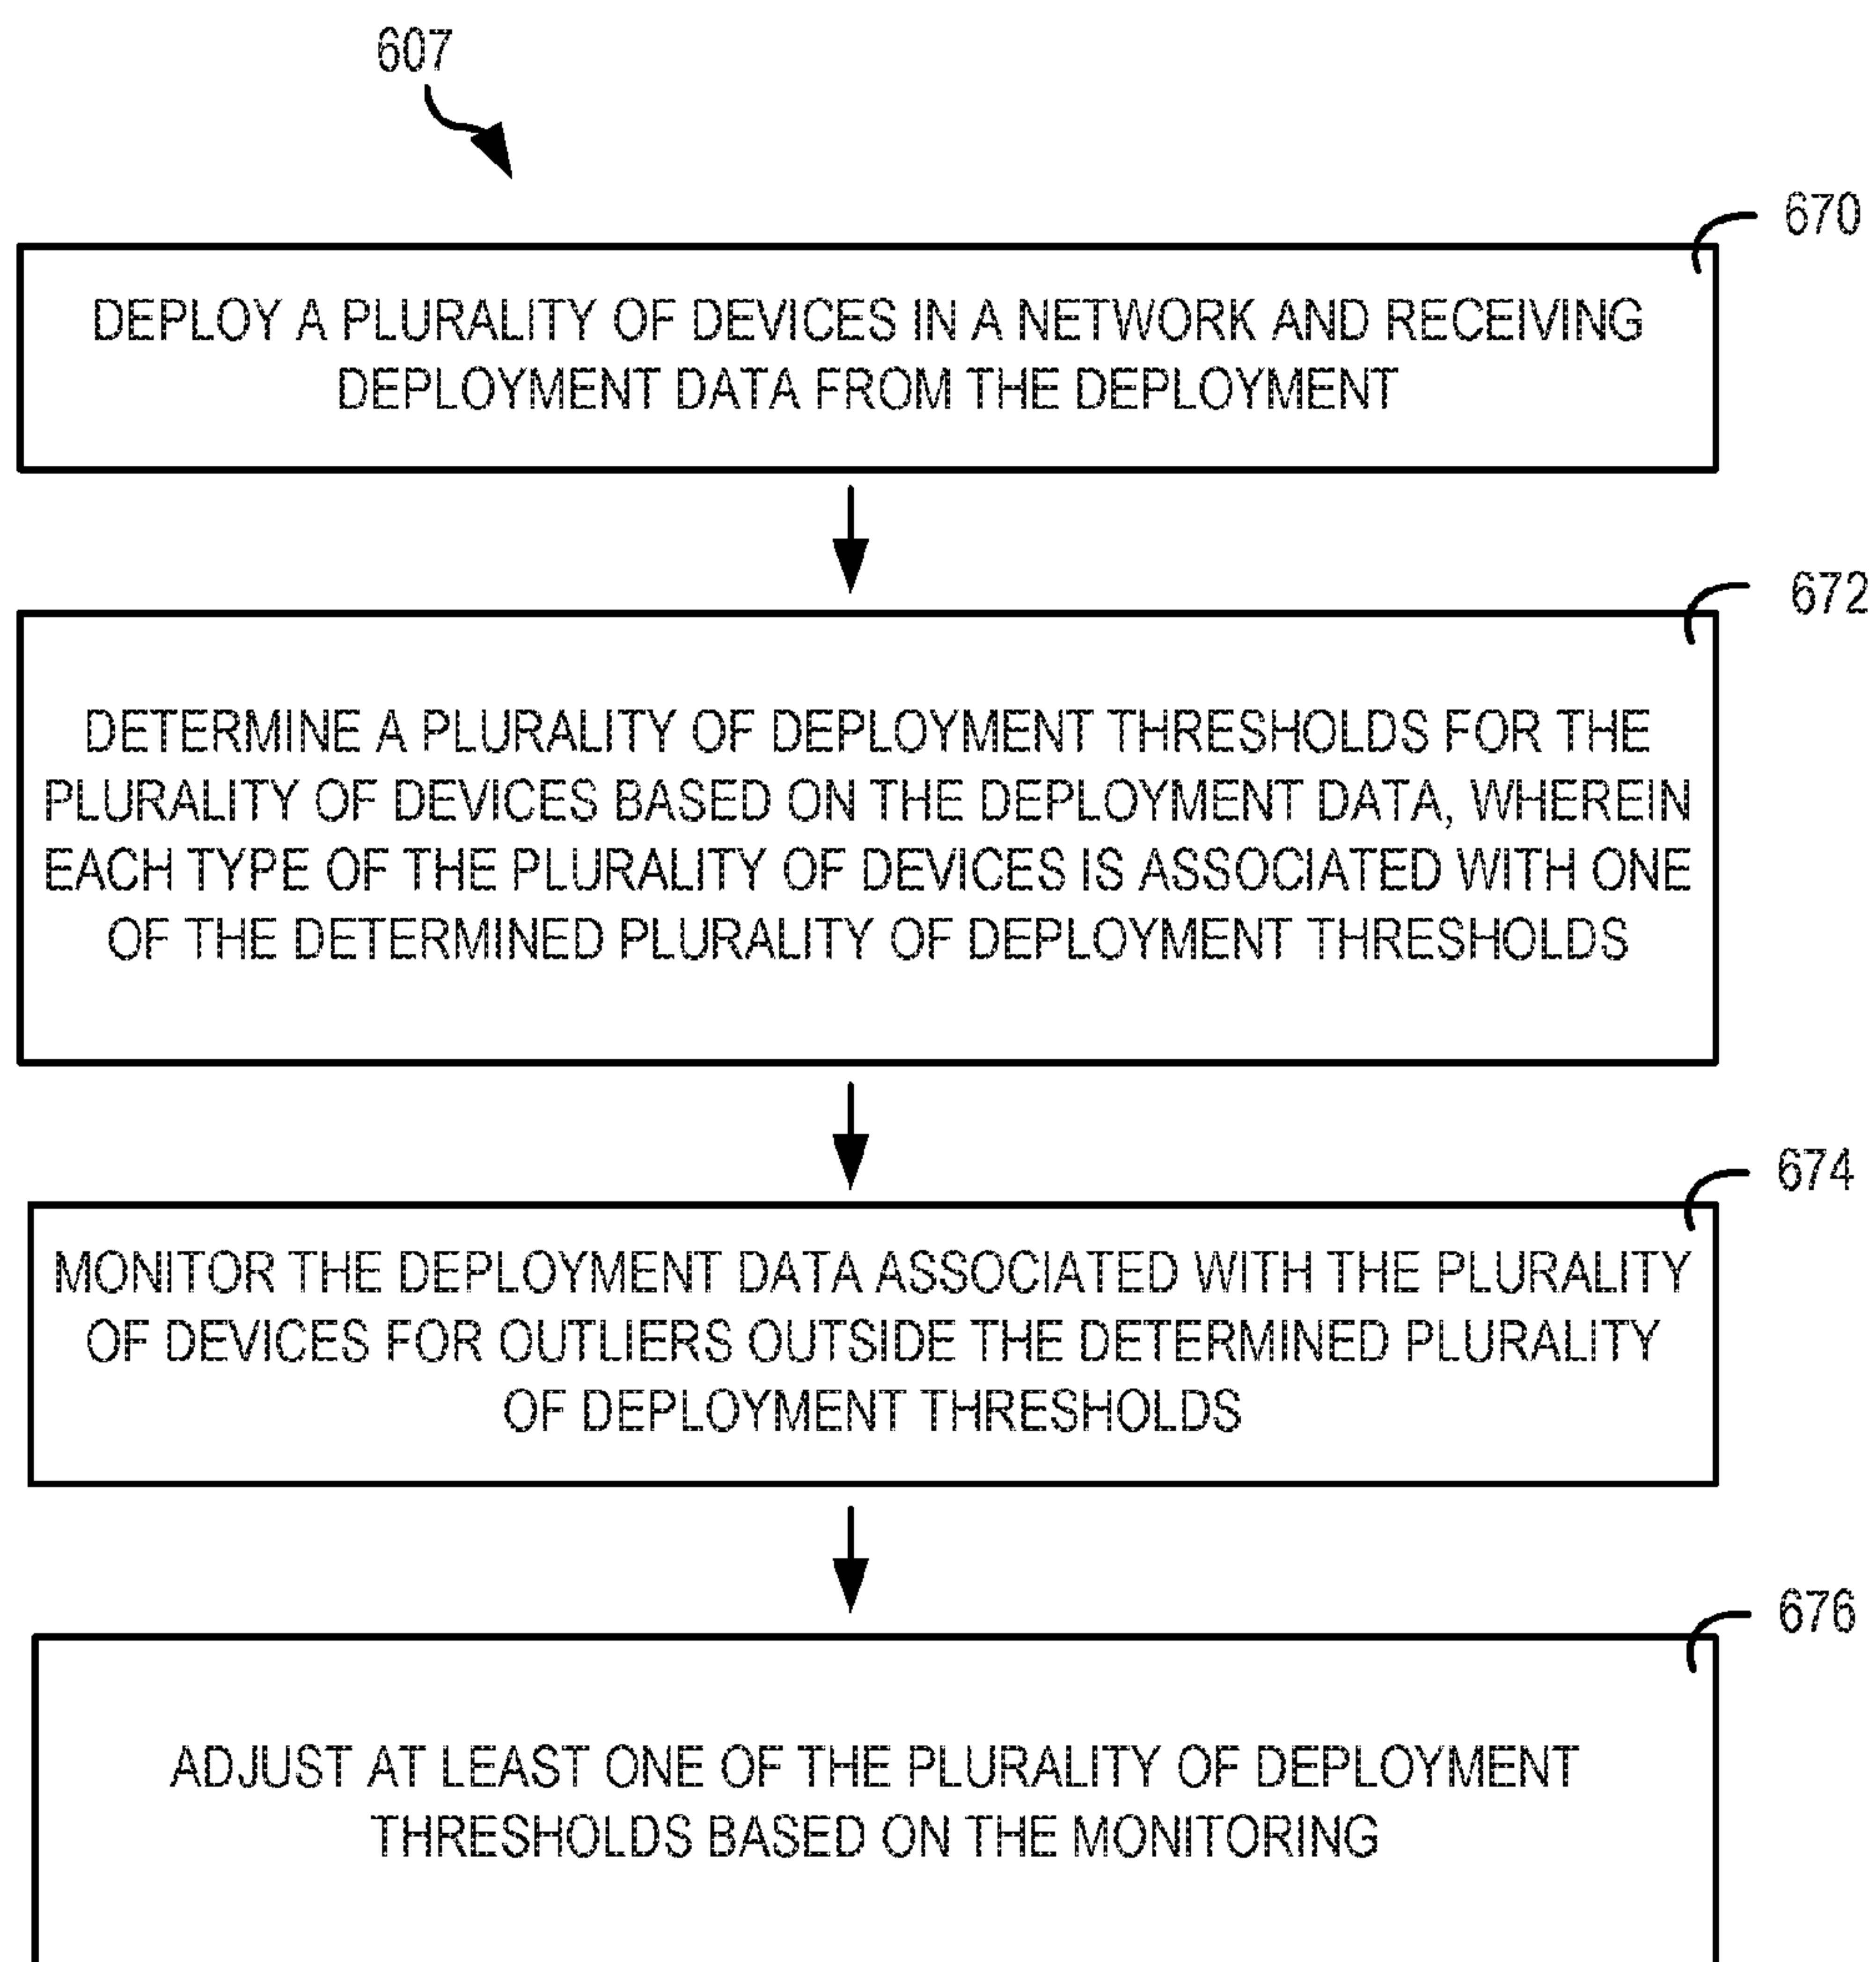 607
670
DEPLOY A PLURALITY OF DEVICES IN A NETWORK AND RECEIVING
DEPLOYMENT DATA FROM THE DEPLOYMENT
672
DETERMINE A PLURALITY OF DEPLOYMENT THRESHOLDS FOR THE
PLURALITY OF DEVICES BASED ON THE DEPLOYMENT DATA, WHEREIN
EACH TYPE OF THE PLURALITY OF DEVICES IS ASSOCIATED WITH ONE
OF THE DETERMINED PLURALITY OF DEPLOYMENT THRESHOLDS
674
MONITOR THE DEPLOYMENT DATA ASSOCIATED WITH THE PLURALITY
OF DEVICES FOR OUTLIERS OUTSIDE THE DETERMINED PLURALITY
OF DEPLOYMENT THRESHOLDS
676
ADJUST AT LEAST ONE OF THE PLURALITY OF DEPLOYMENT
THRESHOLDS BASED ON THE MONITORING